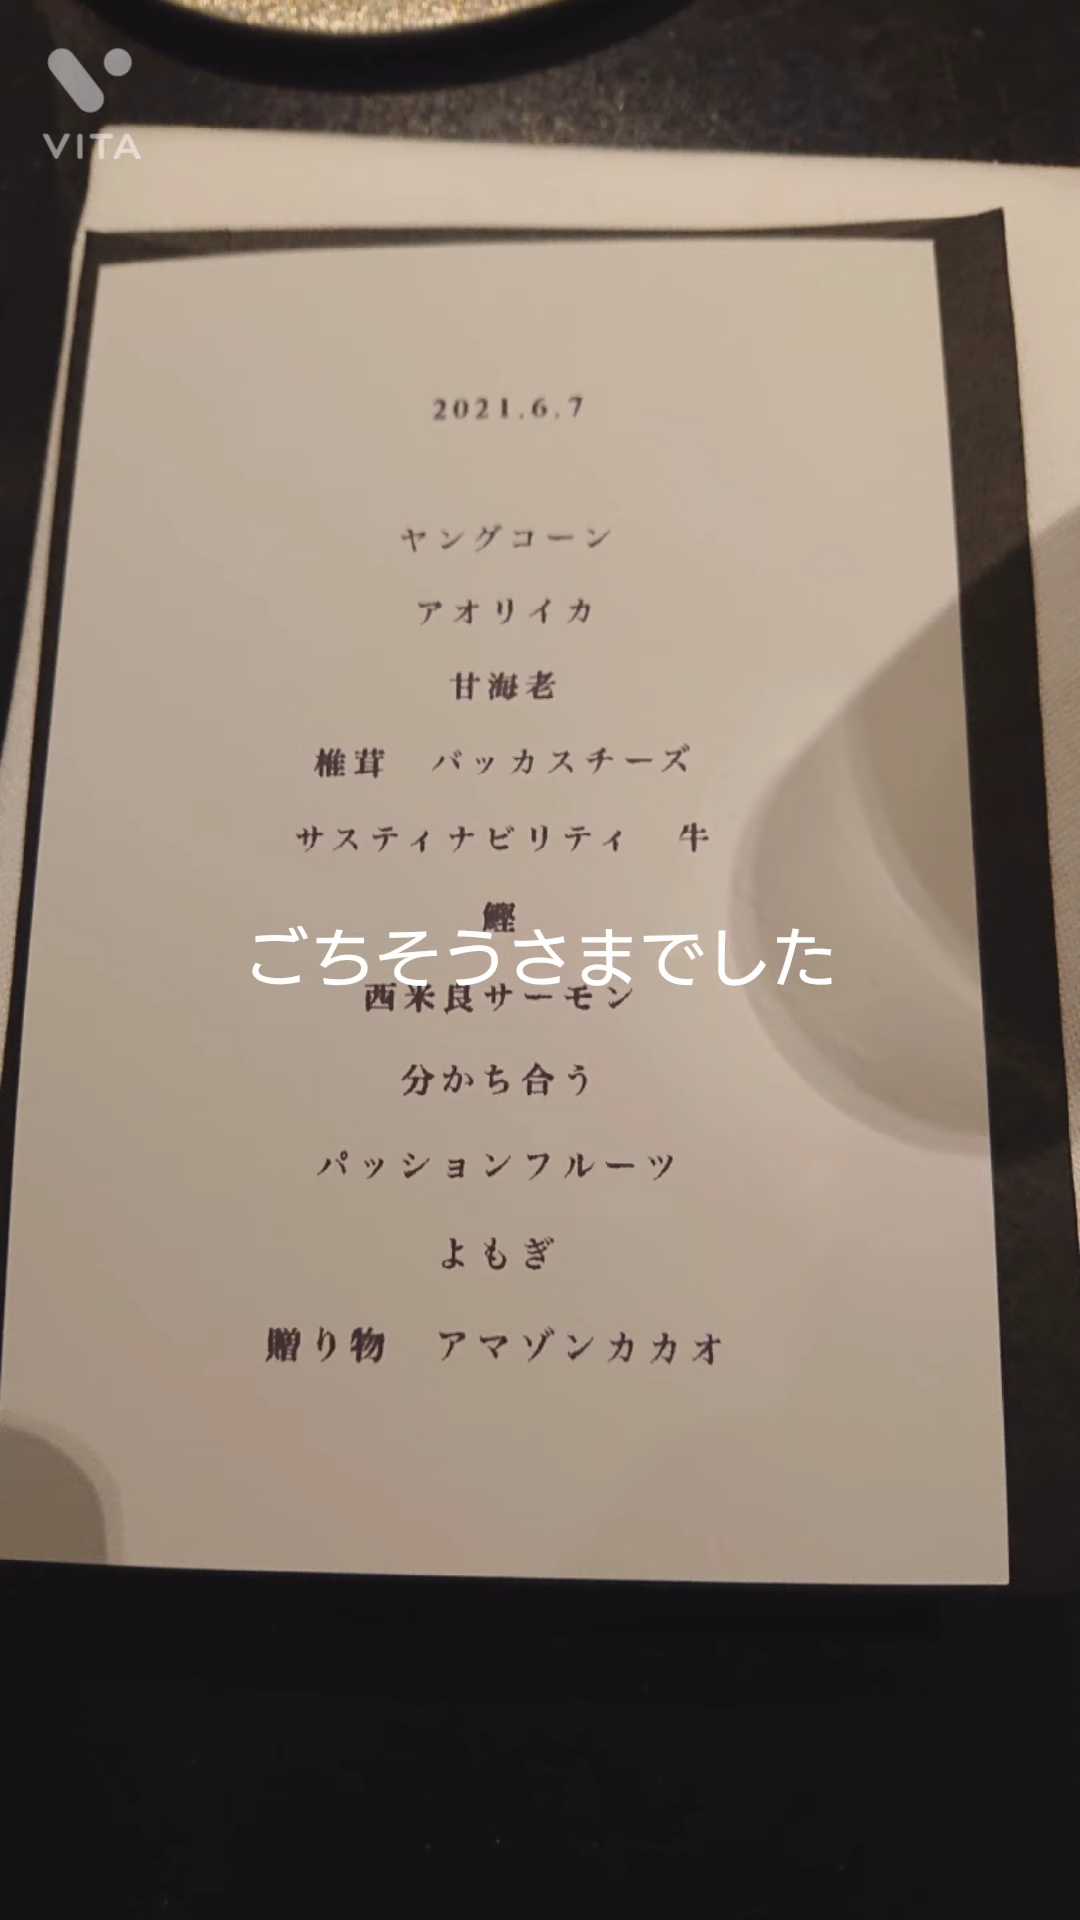 VITA
2021.6.7
ヤングコーン
アオリイカ
甘海老
椎茸　バッカスチーズ
サスティナビリティ　牛
鰹
ごちそうさまでした
西米良サーモン
分かち合う
パッションフルーツ
よもぎ
贈り物　アマゾンカカオ